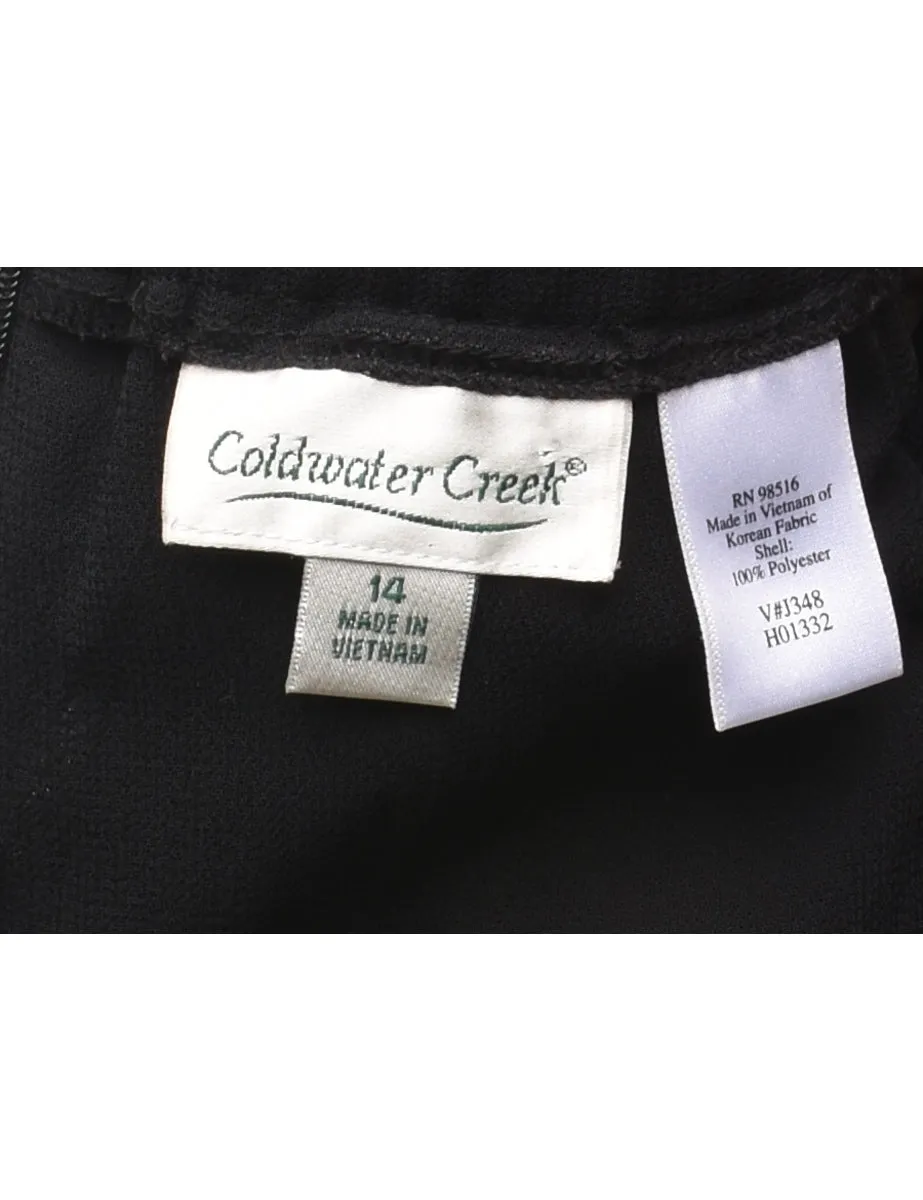 Coldwater Creek®
14
MADE IN
VIETNAM
RN 98516
Made in Vietnam of
Korean Fabric
Shell:
100% Polyester
V#J348
H01332